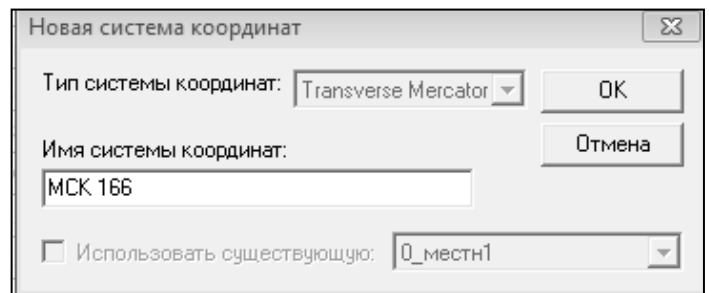 Новая система координат
Тип системы координат: Transverse Mercator OK
Имя системы координат: Отмена
МСК 166
Использовать существующую: 0_местн1